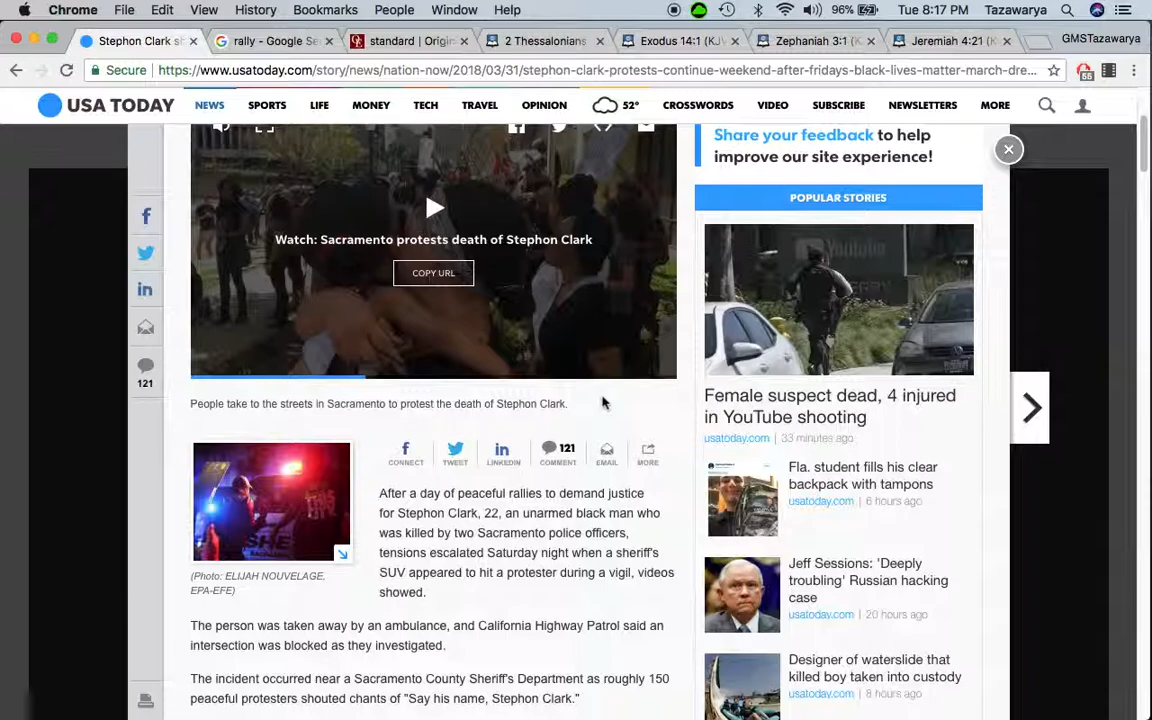 Chrome File Edit View History Bookmarks People Window Help 96% Tue 8:17 PM Tazawarya
Stephon Clark sh rally - Google Se standard | Origin 2 Thessalonians Exodus 14:1 (KJV Zephaniah 3:1 ( Jeremiah 4:21 (K GMSTazawarya
Secure | https://www.usatoday.com/story/news/nation-now/2018/03/31/stephon-clark-protests-continue-weekend-after-fridays-black-lives-matter-march-dre...
USA TODAY NEWS SPORTS LIFE MONEY TECH TRAVEL OPINION 52° CROSSWORDS VIDEO SUBSCRIBE NEWSLETTERS MORE
Watch: Sacramento protests death of Stephon Clark
COPY URL
People take to the streets in Sacramento to protest the death of Stephon Clark.
121
CONNECT TWEET LINKEDIN 121 COMMENT EMAIL MORE
(Photo: ELIJAH NOUVELAGE,
EPA-EFE)
After a day of peaceful rallies to demand justice
for Stephon Clark, 22, an unarmed black man who
was killed by two Sacramento police officers,
tensions escalated Saturday night when a sheriff's
SUV appeared to hit a protester during a vigil, videos
showed.
The person was taken away by an ambulance, and California Highway Patrol said an
intersection was blocked as they investigated.
The incident occurred near a Sacramento County Sheriff's Department as roughly 150
peaceful protesters shouted chants of "Say his name, Stephon Clark."
Share your feedback to help
improve our site experience!
POPULAR STORIES
YouTube
Female suspect dead, 4 injured
in YouTube shooting
usatoday.com | 33 minutes ago
Fla. student fills his clear
backpack with tampons
usatoday.com | 6 hours ago
Jeff Sessions: 'Deeply
troubling' Russian hacking
case
usatoday.com | 20 hours ago
Designer of waterslide that
killed boy taken into custody
usatoday.com | 8 hours ago